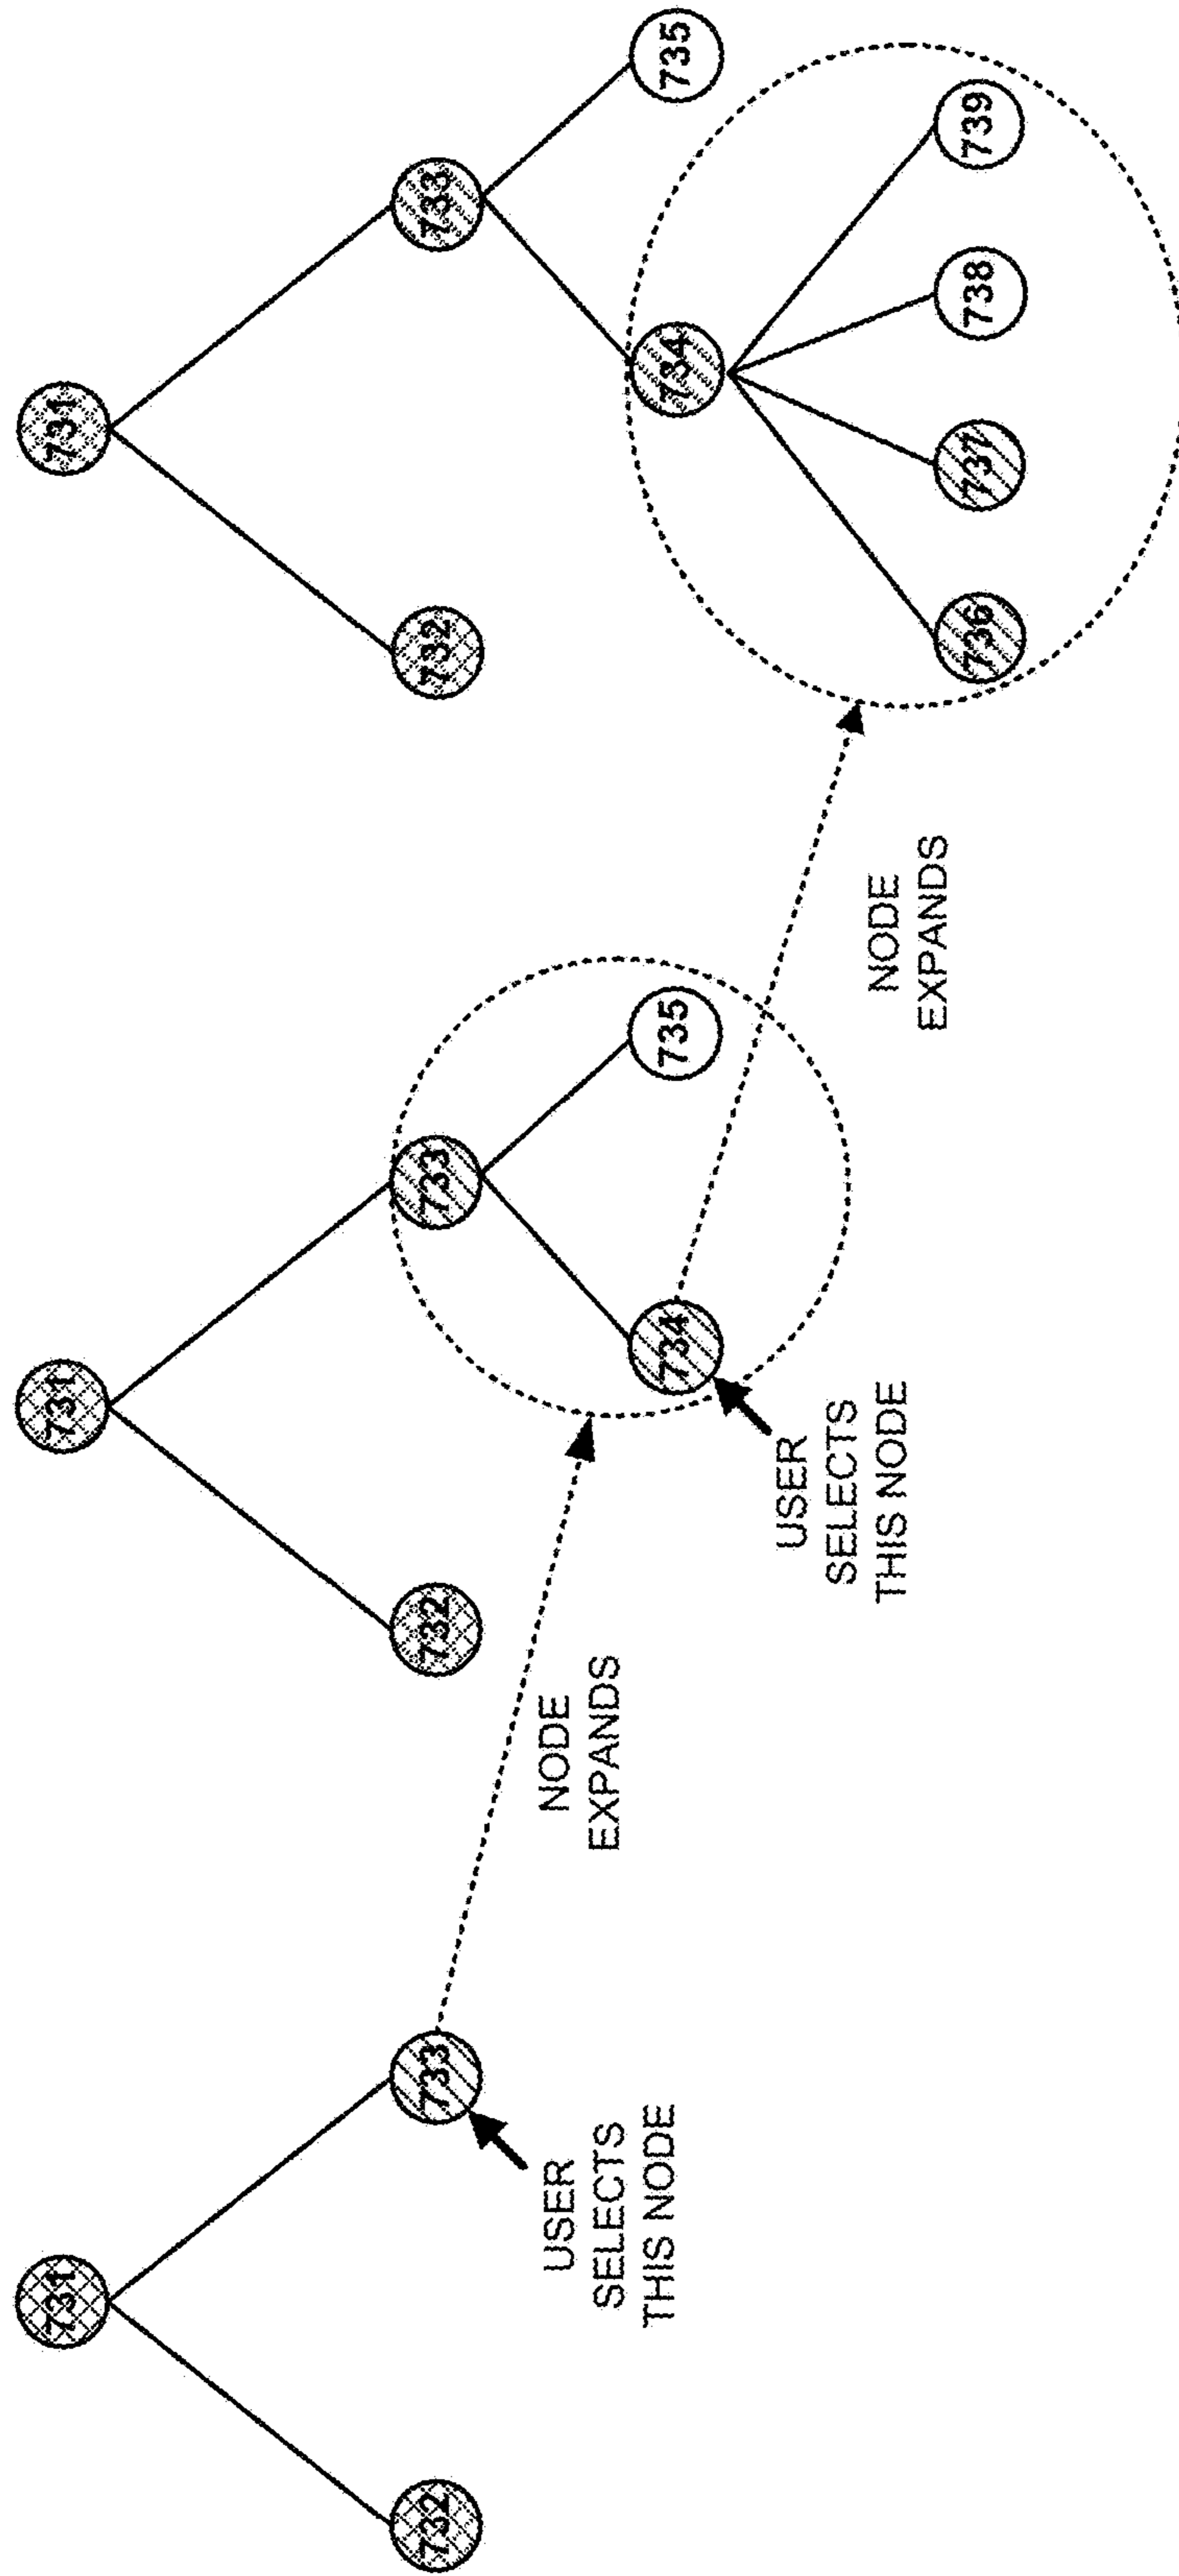 731
732
733
USER
SELECTS
THIS NODE
NODE
EXPANDS
731
732
733
734
735
USER
SELECTS
THIS NODE
NODE
EXPANDS
731
732
733
734
735
736
737
738
739